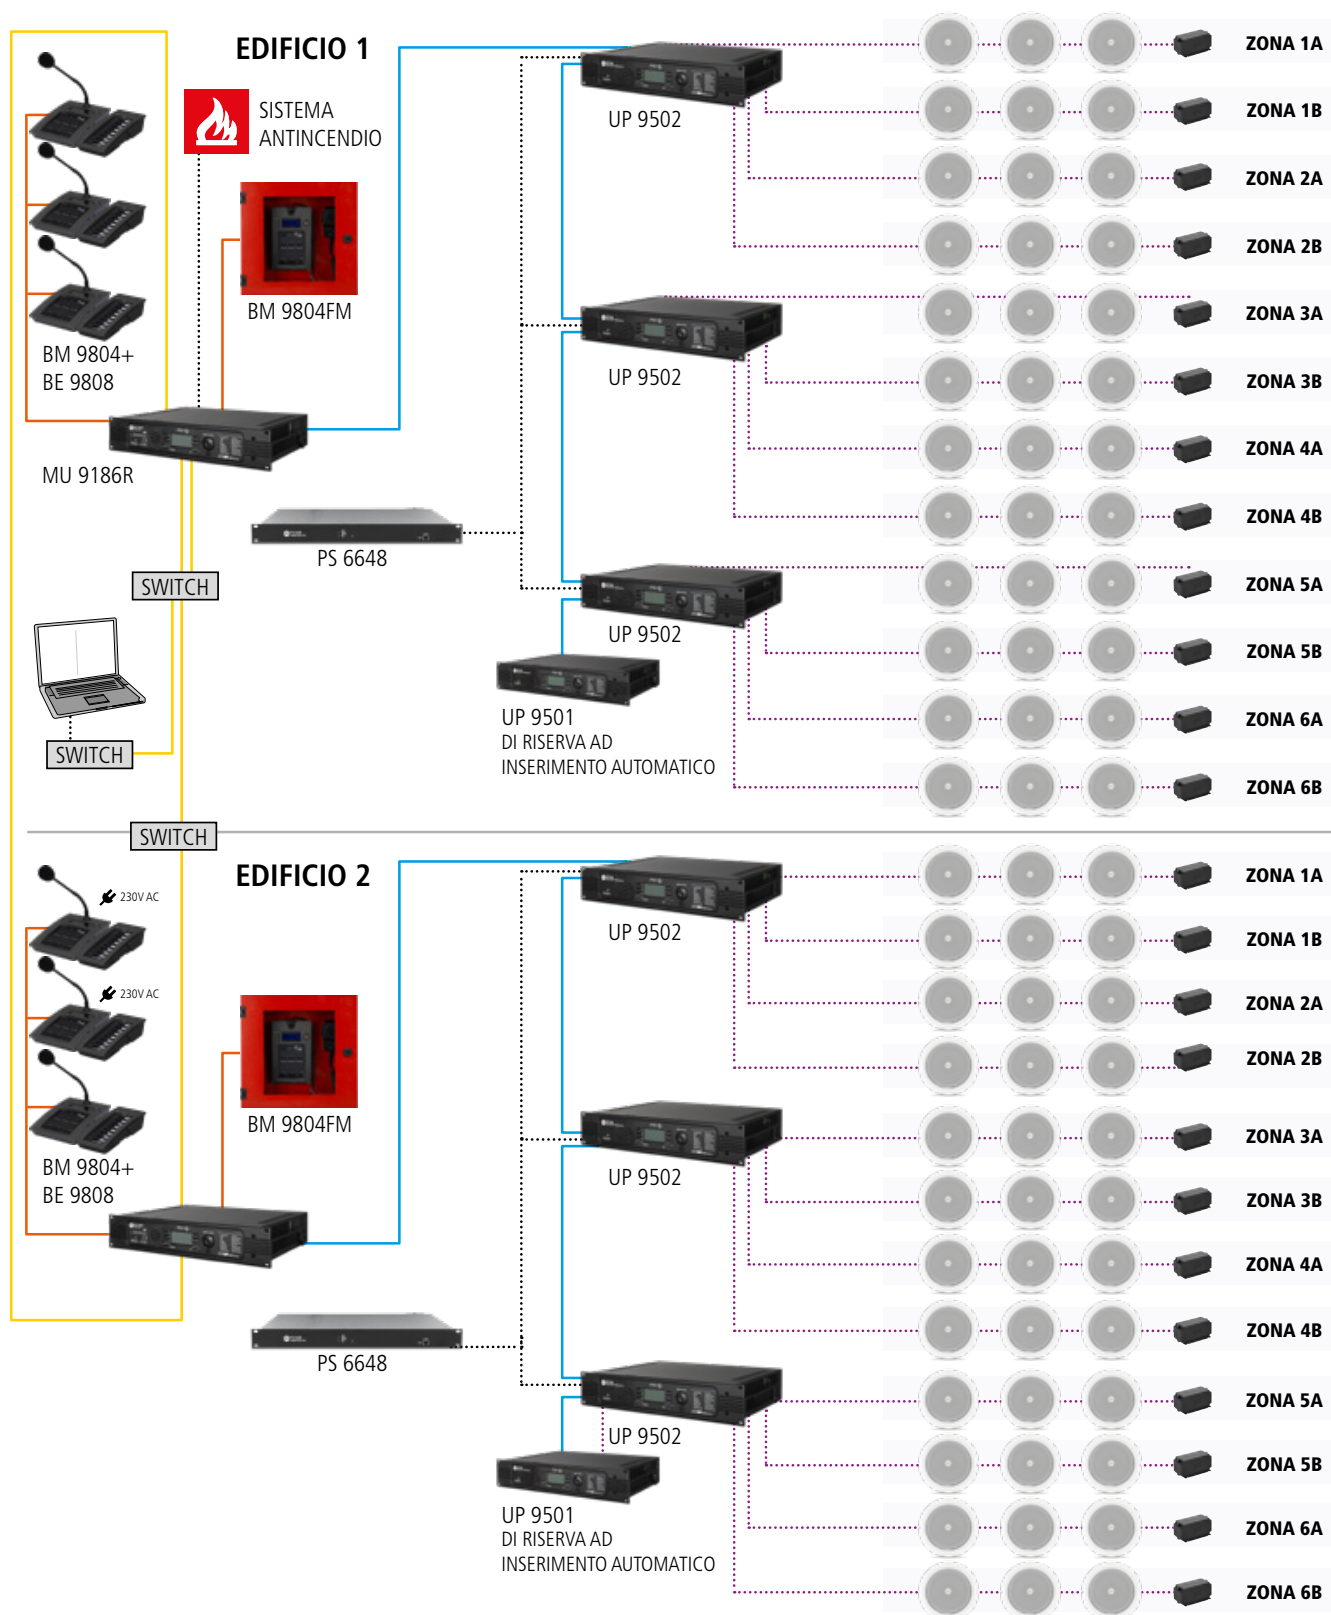 EDIFICIO 1
SISTEMA
ANTINCENDIO
BM 9804FM
BM 9804+
BE 9808
MU 9186R
PS 6648
SWITCH
SWITCH
SWITCH
UP 9502
UP 9502
UP 9502
UP 9501
DI RISERVA AD
INSERIMENTO AUTOMATICO
ZONA 1A
ZONA 1B
ZONA 2A
ZONA 2B
ZONA 3A
ZONA 3B
ZONA 4A
ZONA 4B
ZONA 5A
ZONA 5B
ZONA 6A
ZONA 6B
EDIFICIO 2
230V AC
230V AC
BM 9804FM
BM 9804+
BE 9808
PS 6648
UP 9502
UP 9502
UP 9502
UP 9501
DI RISERVA AD
INSERIMENTO AUTOMATICO
ZONA 1A
ZONA 1B
ZONA 2A
ZONA 2B
ZONA 3A
ZONA 3B
ZONA 4A
ZONA 4B
ZONA 5A
ZONA 5B
ZONA 6A
ZONA 6B